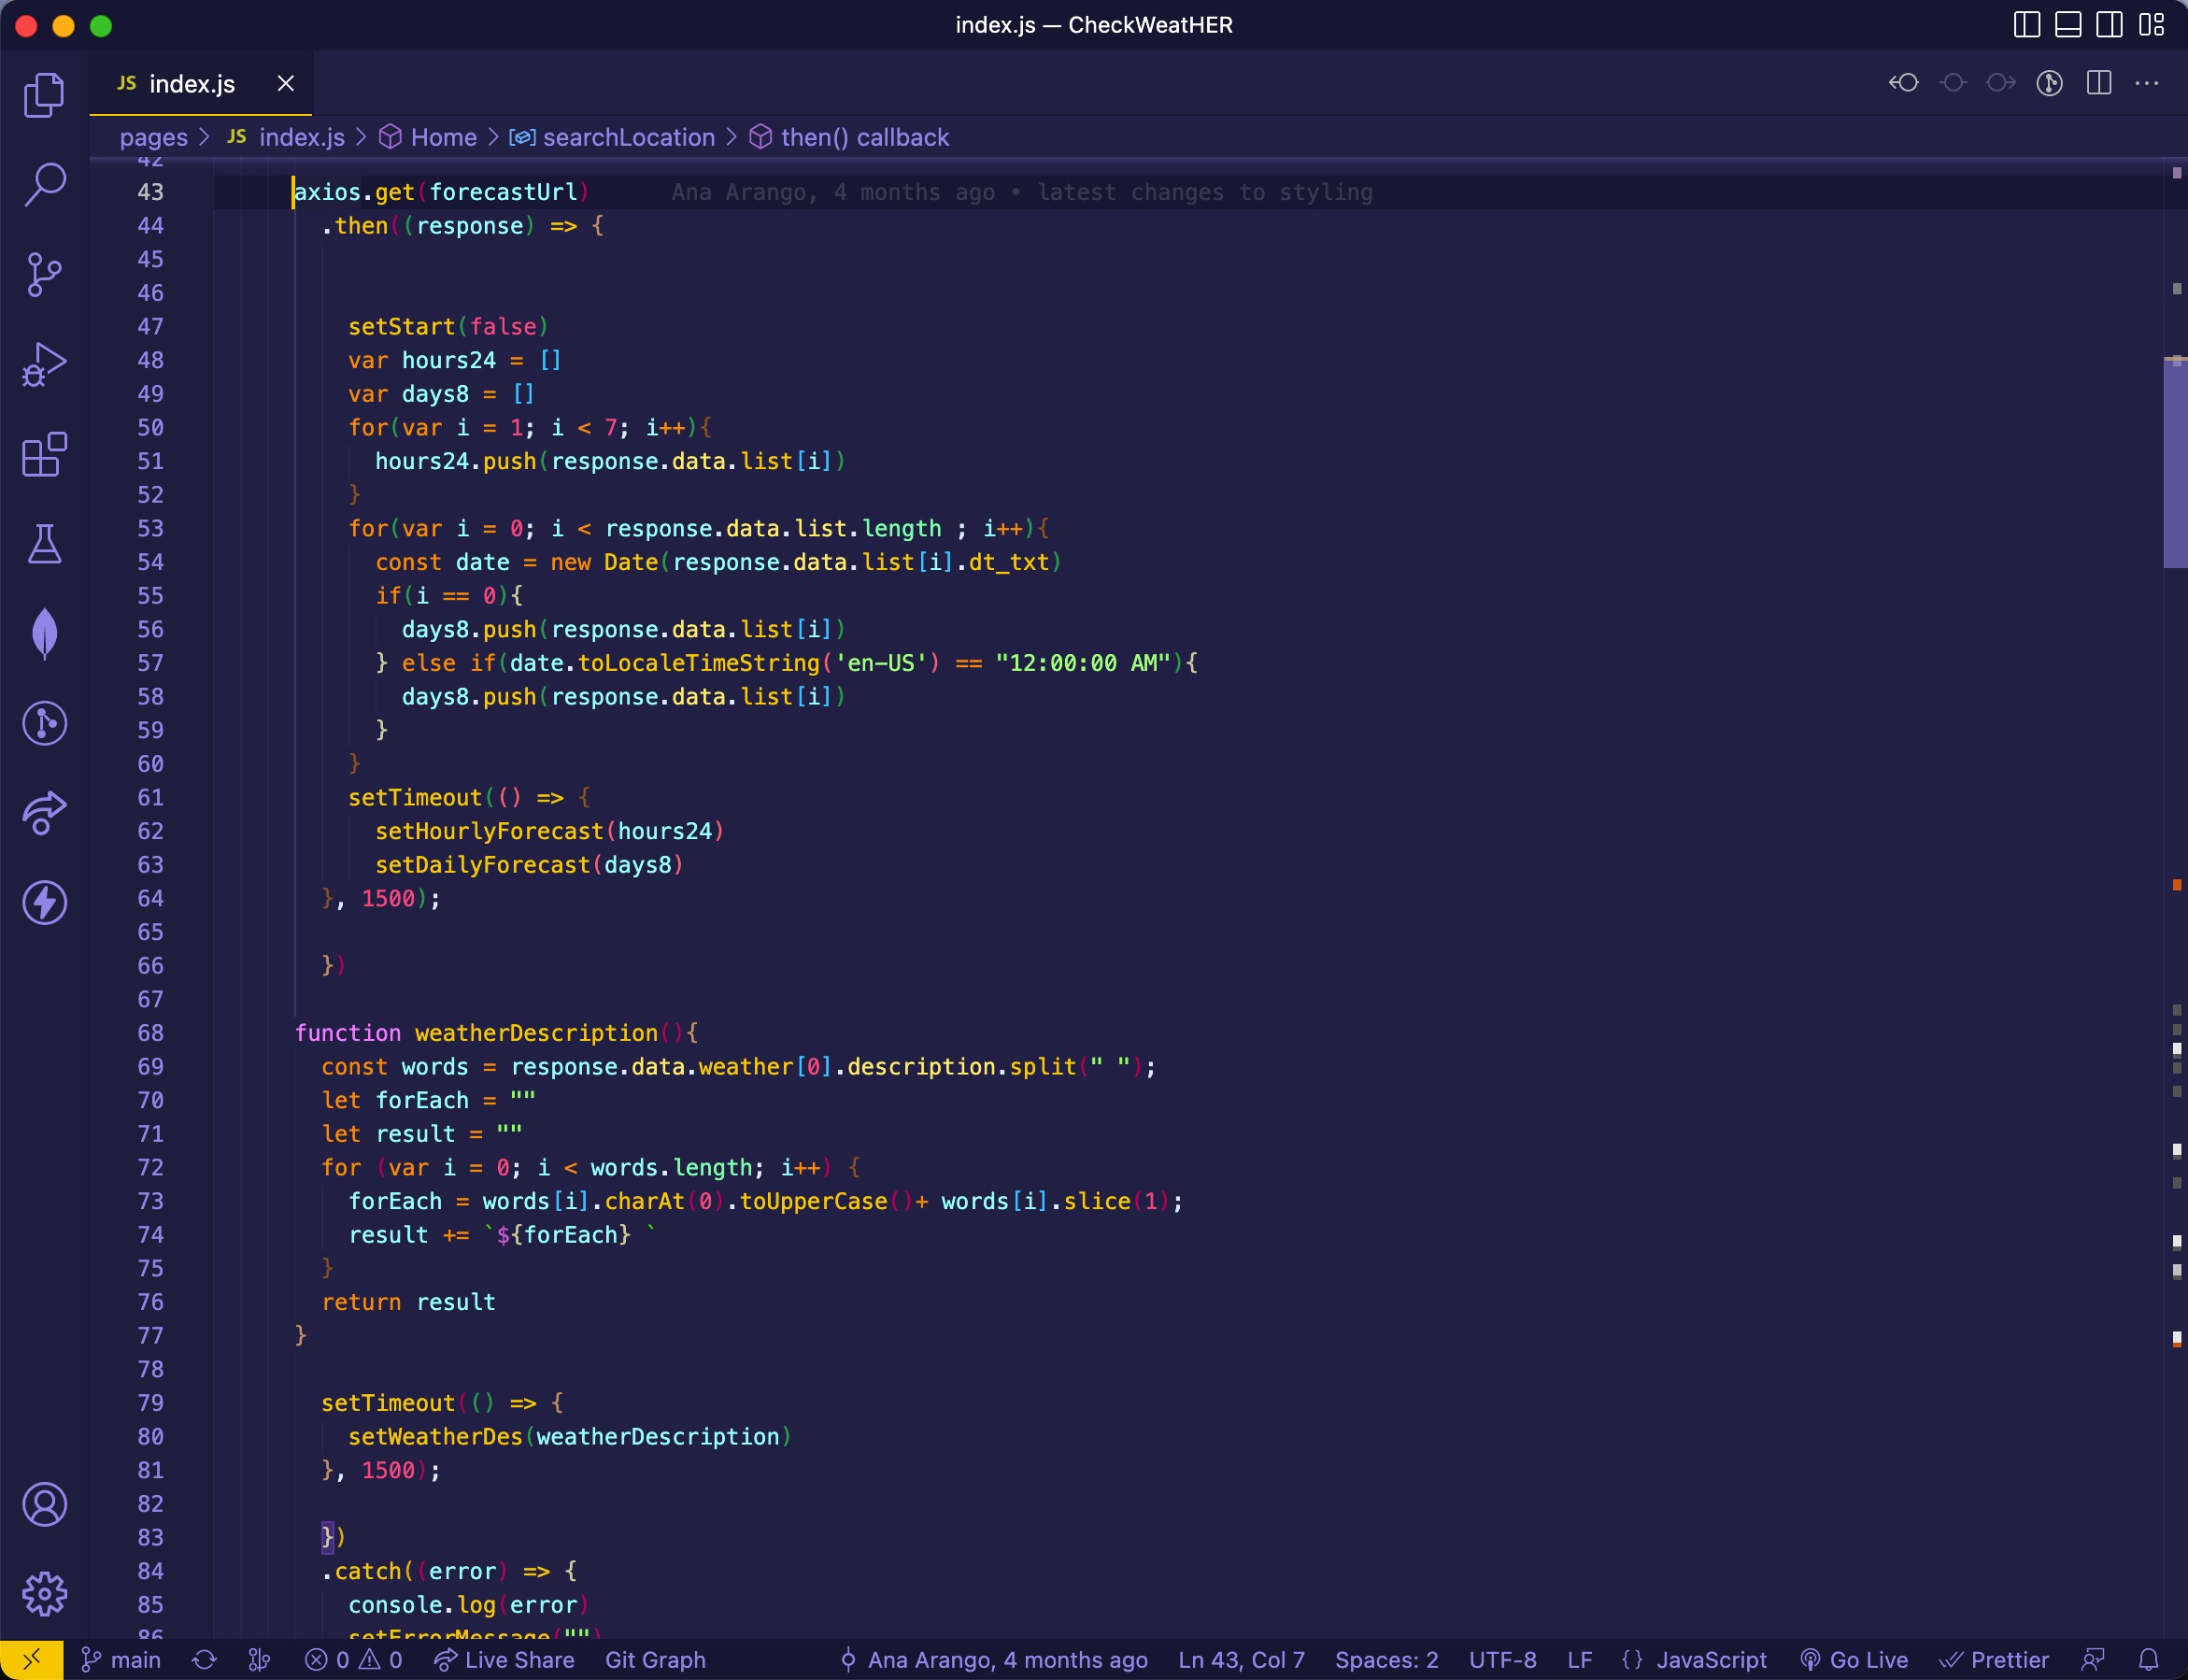 index.js — CheckWeatHER
JS index.js
pages > JS index.js > Home > searchLocation > then() callback
42
43 axios.get(forecastUrl) Ana Arango, 4 months ago • latest changes to styling
44 .then((response) => {
45
46
47 setStart(false)
48 var hours24 = []
49 var days8 = []
50 for(var i = 1; i < 7; i++){
51 hours24.push(response.data.list[i])
52 }
53 for(var i = 0; i < response.data.list.length ; i++){
54 const date = new Date(response.data.list[i].dt_txt)
55 if(i == 0){
56 days8.push(response.data.list[i])
57 } else if(date.toLocaleTimeString('en-US') == "12:00:00 AM"){
58 days8.push(response.data.list[i])
59 }
60 }
61 setTimeout(() => {
62 setHourlyForecast(hours24)
63 setDailyForecast(days8)
64 }, 1500);
65
66 })
67
68 function weatherDescription(){
69 const words = response.data.weather[0].description.split(" ");
70 let forEach = ""
71 let result = ""
72 for (var i = 0; i < words.length; i++) {
73 forEach = words[i].charAt(0).toUpperCase()+ words[i].slice(1);
74 result += `${forEach} `
75 }
76 return result
77 }
78
79 setTimeout(() => {
80 setWeatherDes(weatherDescription)
81 }, 1500);
82
83 })
84 .catch((error) => {
85 console.log(error)
86 setErrorMessage("")
main 0 0 Live Share Git Graph Ana Arango, 4 months ago Ln 43, Col 7 Spaces: 2 UTF-8 LF {} JavaScript Go Live Prettier